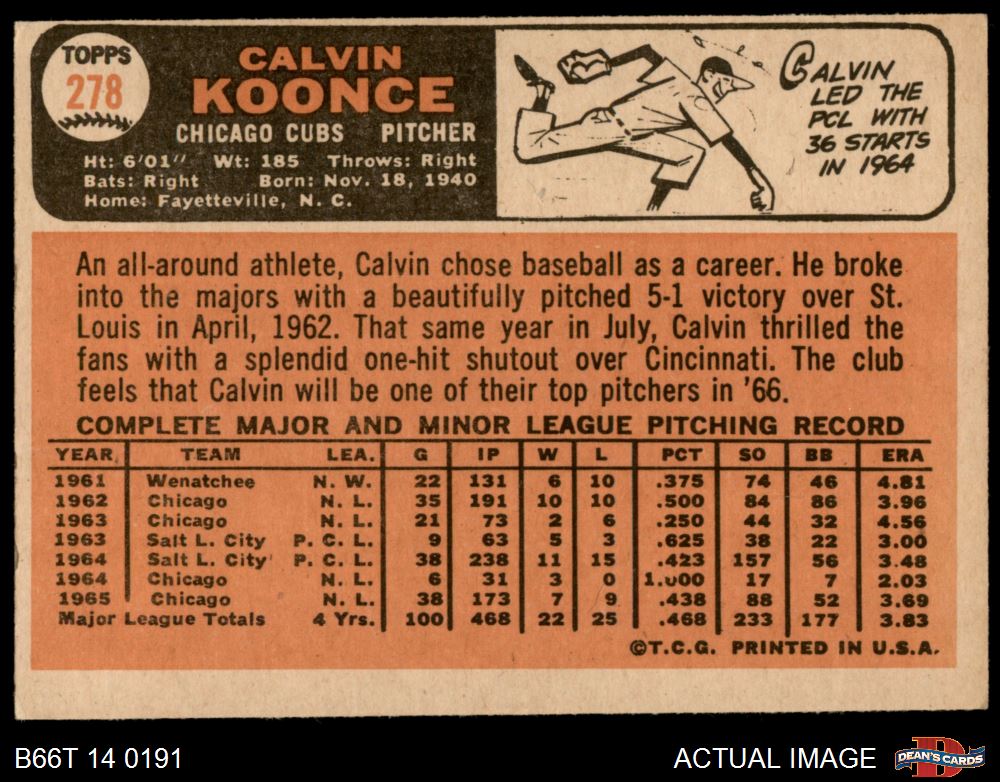 TOPPS
278
CALVIN
KOONCE
CHICAGO CUBS PITCHER
Ht: 6'01" Wt: 185 Throws: Right
Bats: Right Born: Nov. 18, 1940
Home: Fayetteville, N. C.
CALVIN
LED THE
PCL WITH
36 STARTS
IN 1964
An all-around athlete, Calvin chose baseball as a career. He broke
into the majors with a beautifully pitched 5-1 victory over St.
Louis in April, 1962. That same year in July, Calvin thrilled the
fans with a splendid one-hit shutout over Cincinnati. The club
feels that Calvin will be one of their top pitchers in '66.
COMPLETE MAJOR AND MINOR LEAGUE PITCHING RECORD
YEAR TEAM LEA. G IP W L PCT SO BB ERA
1961 Wenatchee N. W. 22 131 6 10 .375 74 46 4.81
1962 Chicago N. L. 35 191 10 10 .500 84 86 3.96
1963 Chicago N. L. 21 73 2 6 .250 44 32 4.56
1963 Salt L. City P. C. L. 9 63 5 3 .625 38 22 3.00
1964 Salt L. City P. C. L. 38 238 11 15 .423 157 56 3.48
1964 Chicago N. L. 6 31 3 0 1.000 17 7 2.03
1965 Chicago N. L. 38 173 7 9 .438 88 52 3.69
Major League Totals 4 Yrs. 100 468 22 25 .468 233 177 3.83
©T.C.G. PRINTED IN U.S.A.
B66T 14 0191 ACTUAL IMAGE
D
DEAN'S CARDS